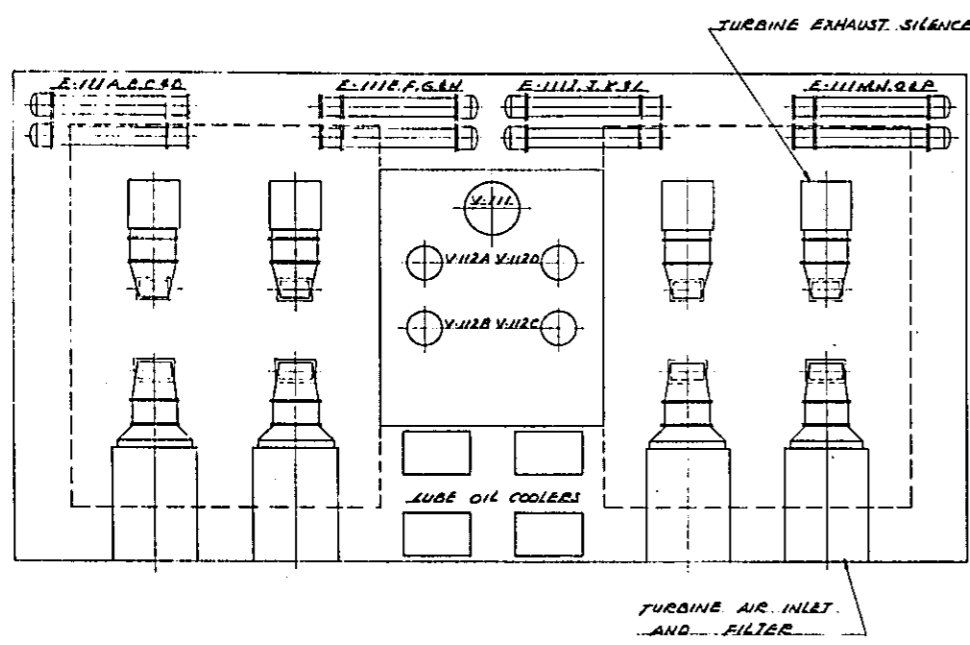 TURBINE EXHAUST SILENCE
E-111A.B.C&D
E-111E.F.G&H
E-111I.J.K&L
E-111M.N.O&P
V-111
V-112A V-112D
V-112B V-112C
LUBE OIL COOLERS
TURBINE AIR INLET
AND FILTER